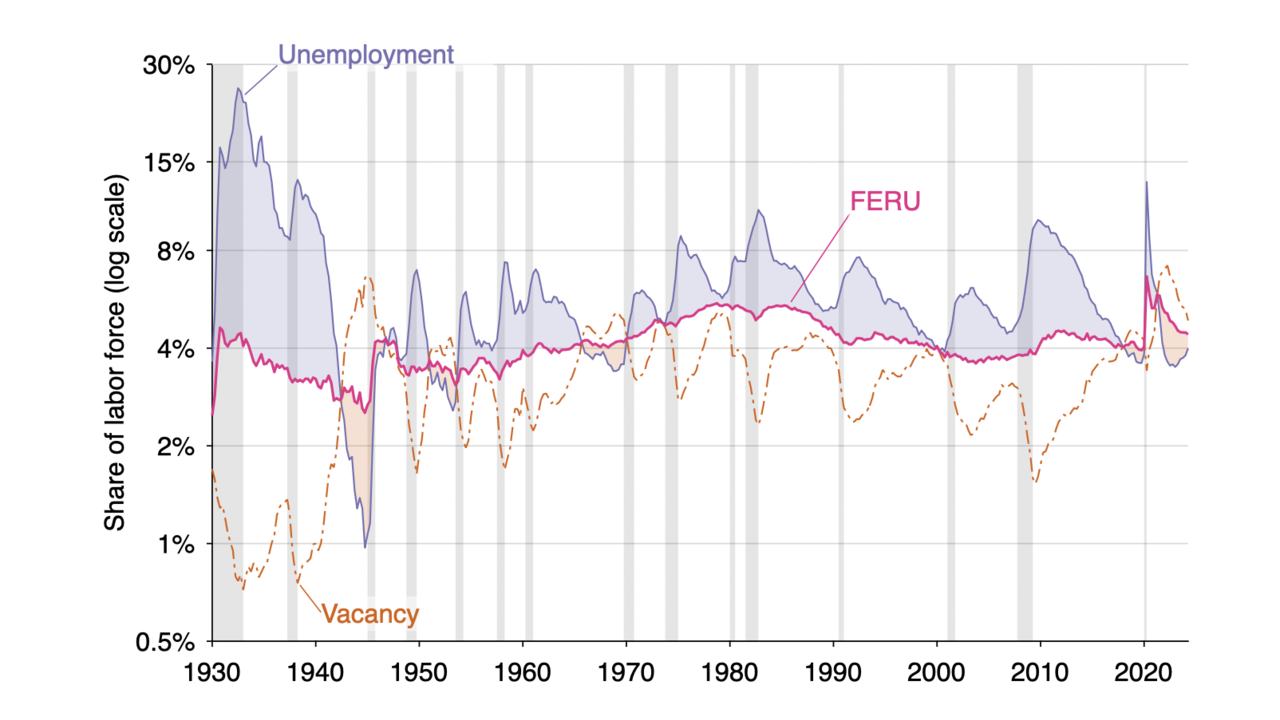 Unemployment
30%
15%
FERU
8%
4%
2%
1%
Vacancy
0.5%
Share of labor force (log scale)
1930 1940 1950 1960 1970 1980 1990 2000 2010 2020